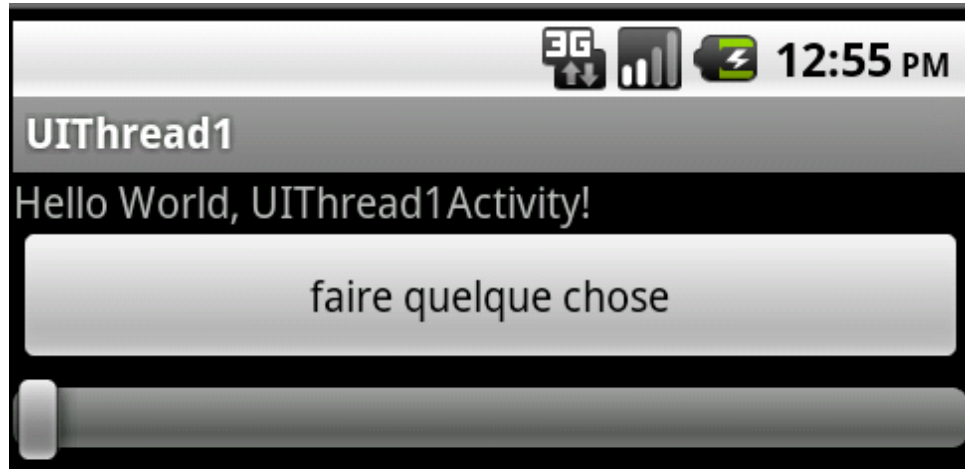 3G 12:55 PM
UIThread1
Hello World, UIThread1Activity!
faire quelque chose